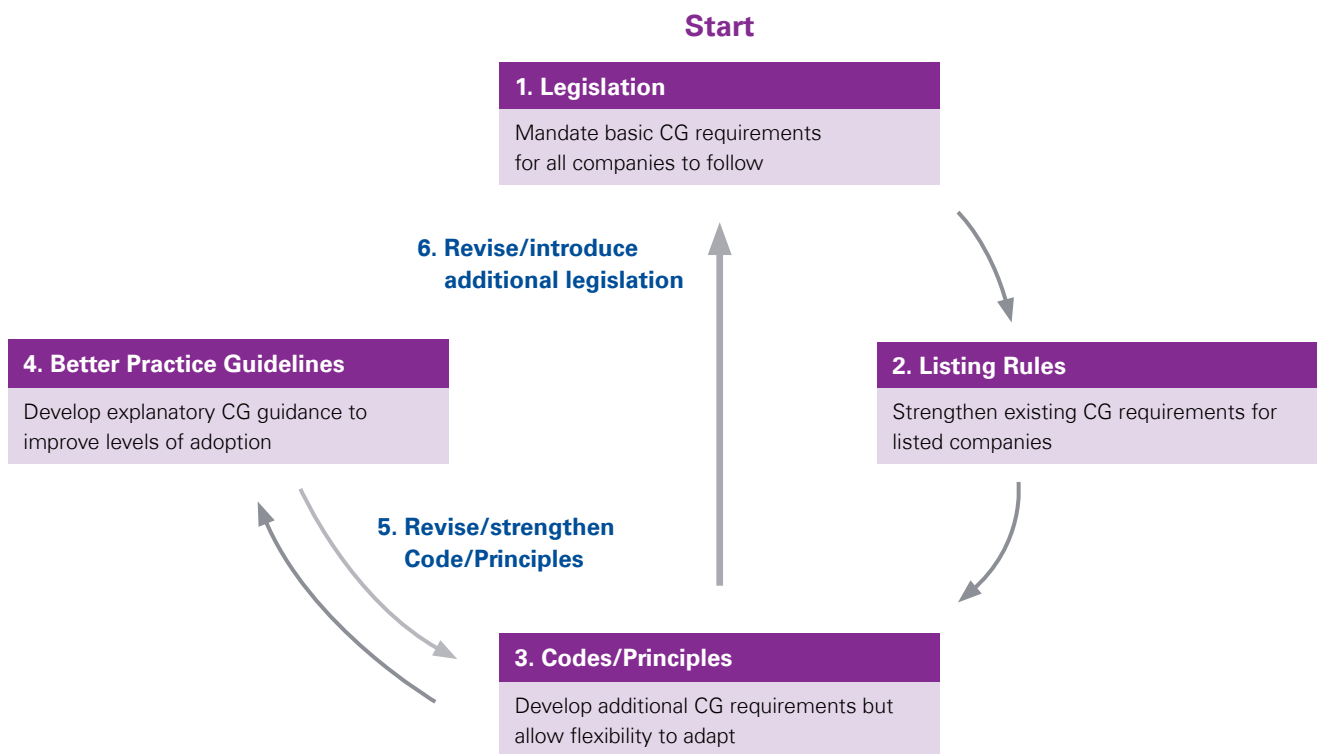 Start
1. Legislation
Mandate basic CG requirements
for all companies to follow
6. Revise/introduce
additional legislation
4. Better Practice Guidelines
Develop explanatory CG guidance to
improve levels of adoption
2. Listing Rules
Strengthen existing CG requirements for
listed companies
5. Revise/strengthen
Code/Principles
3. Codes/Principles
Develop additional CG requirements but
allow flexibility to adapt